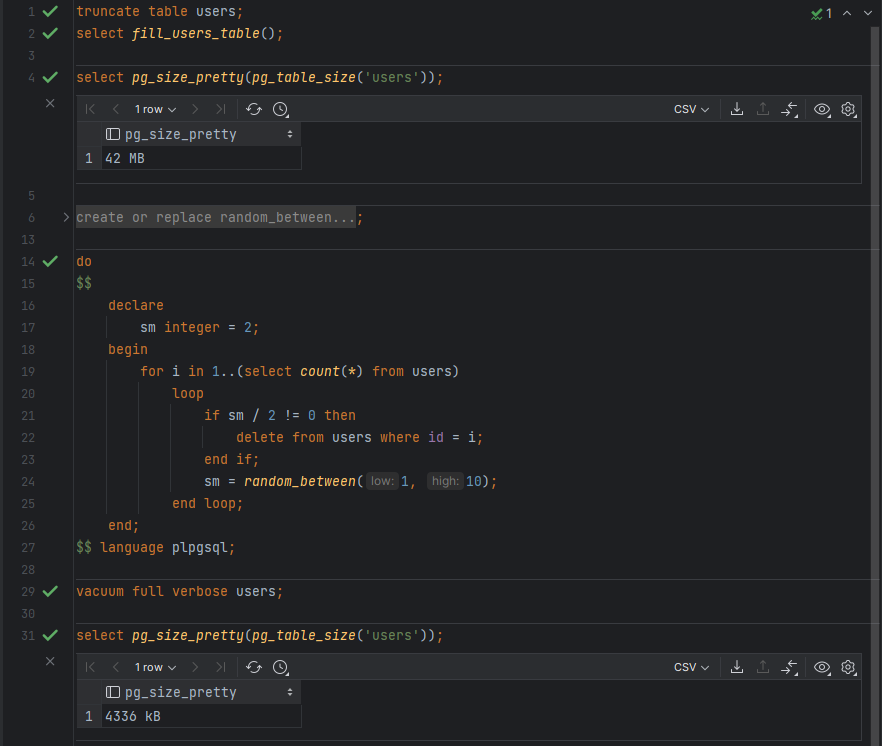 1 truncate table users; 1
2 select fill_users_table();
3
4 select pg_size_pretty(pg_table_size('users'));
1 row CSV
pg_size_pretty
1 42 MB
5
6 create or replace random_between...;
13
14 do
15 $$
16 declare
17 sm integer = 2;
18 begin
19 for i in 1..(select count(*) from users)
20 loop
21 if sm / 2 != 0 then
22 delete from users where id = i;
23 end if;
24 sm = random_between(low: 1, high: 10);
25 end loop;
26 end;
27 $$ language plpgsql;
28
29 vacuum full verbose users;
30
31 select pg_size_pretty(pg_table_size('users'));
1 row CSV
pg_size_pretty
1 4336 kB